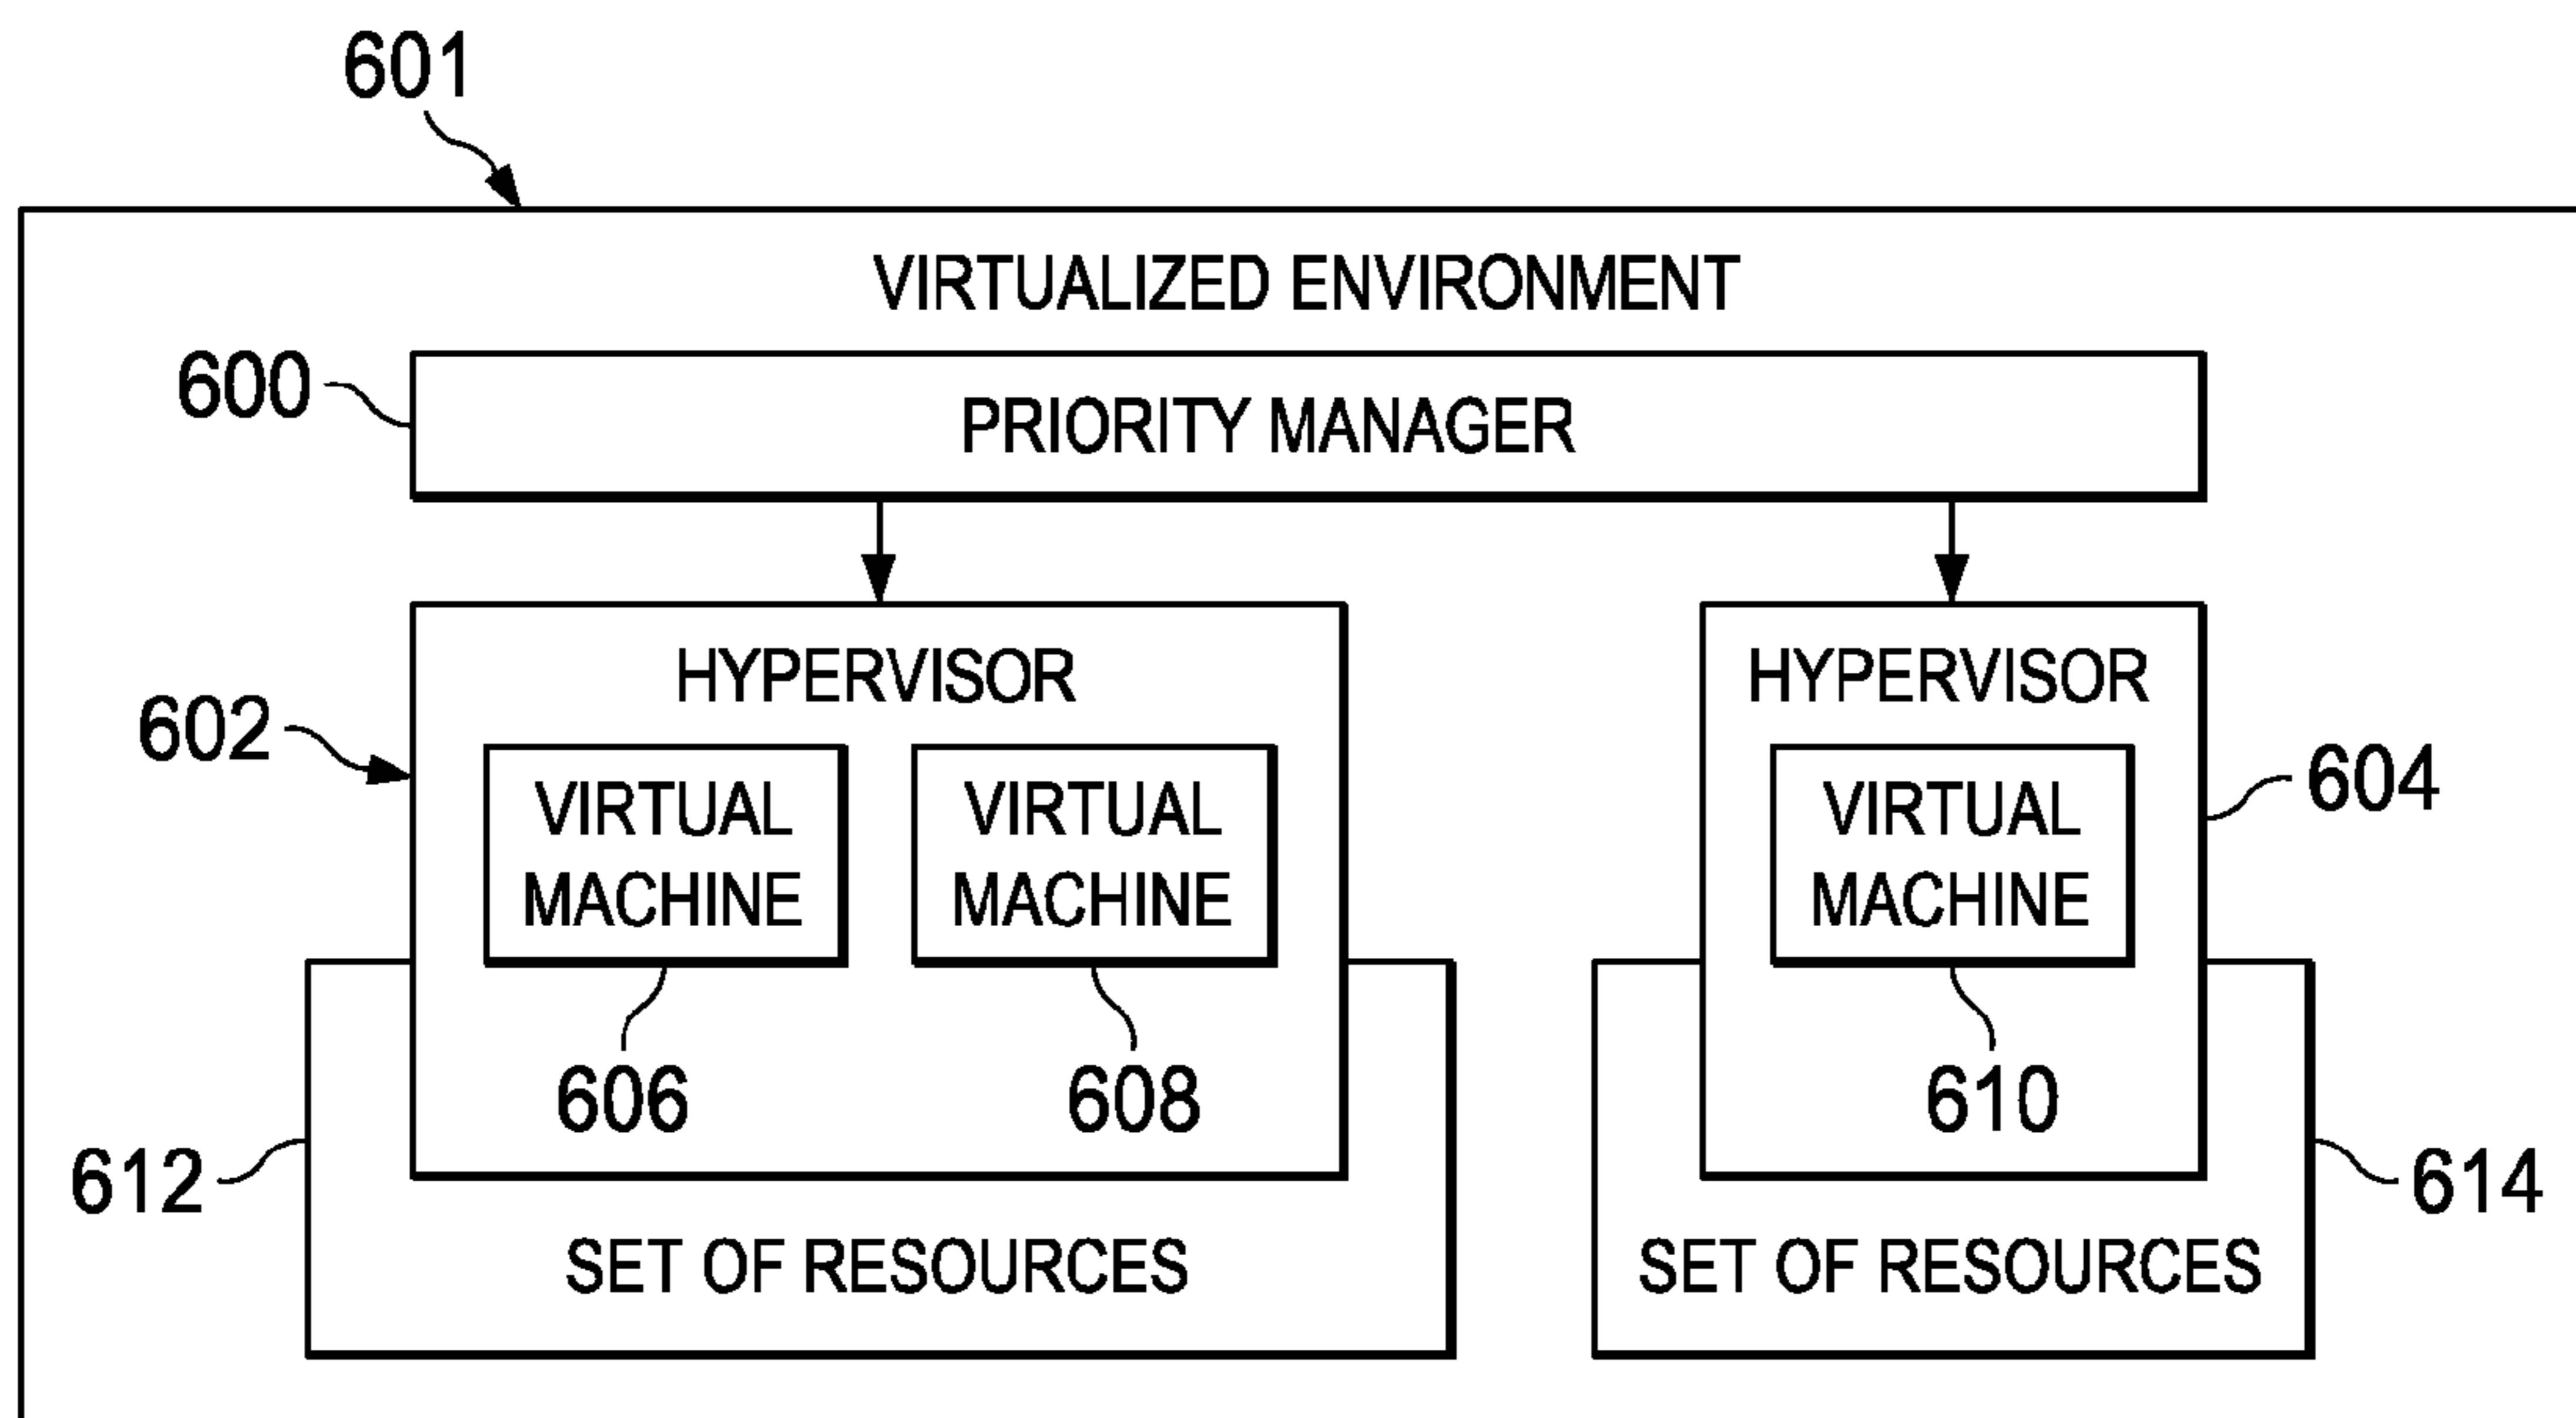 601
VIRTUALIZED ENVIRONMENT
600
PRIORITY MANAGER
HYPERVISOR
HYPERVISOR
602
VIRTUAL
MACHINE
VIRTUAL
MACHINE
VIRTUAL
MACHINE
604
606
608
610
612
614
SET OF RESOURCES
SET OF RESOURCES